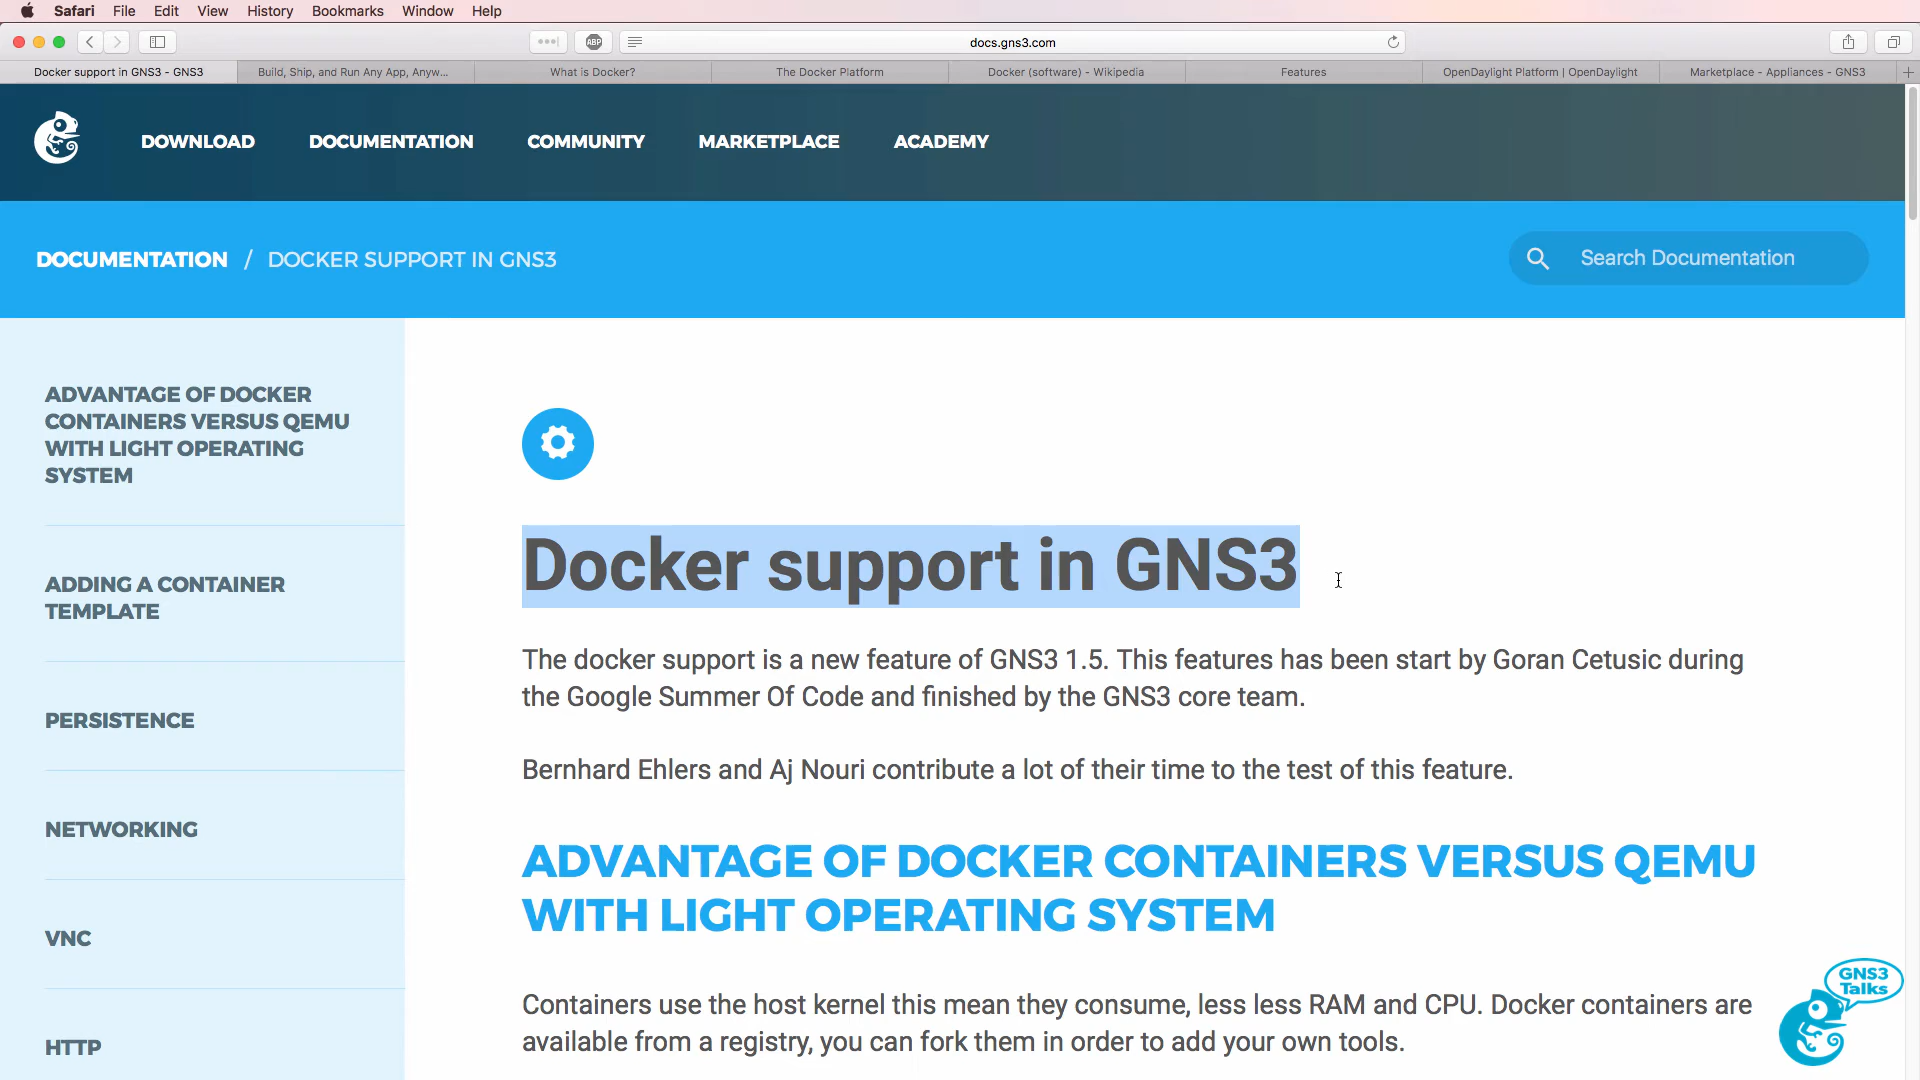 Safari File Edit View History Bookmarks Window Help
ABP
docs.gns3.com
Docker support in GNS3 - GNS3
Build, Ship, and Run Any App, Anyw...
What is Docker?
The Docker Platform
Docker (software) - Wikipedia
Features
OpenDaylight Platform | OpenDaylight
Marketplace - Appliances - GNS3
DOWNLOAD DOCUMENTATION COMMUNITY MARKETPLACE ACADEMY
DOCUMENTATION / DOCKER SUPPORT IN GNS3
Search Documentation
ADVANTAGE OF DOCKER
CONTAINERS VERSUS QEMU
WITH LIGHT OPERATING
SYSTEM
ADDING A CONTAINER
TEMPLATE
PERSISTENCE
NETWORKING
VNC
HTTP
Docker support in GNS3
The docker support is a new feature of GNS3 1.5. This features has been start by Goran Cetusic during
the Google Summer Of Code and finished by the GNS3 core team.
Bernhard Ehlers and Aj Nouri contribute a lot of their time to the test of this feature.
ADVANTAGE OF DOCKER CONTAINERS VERSUS QEMU
WITH LIGHT OPERATING SYSTEM
Containers use the host kernel this mean they consume, less less RAM and CPU. Docker containers are
available from a registry, you can fork them in order to add your own tools.
GNS3
Talks